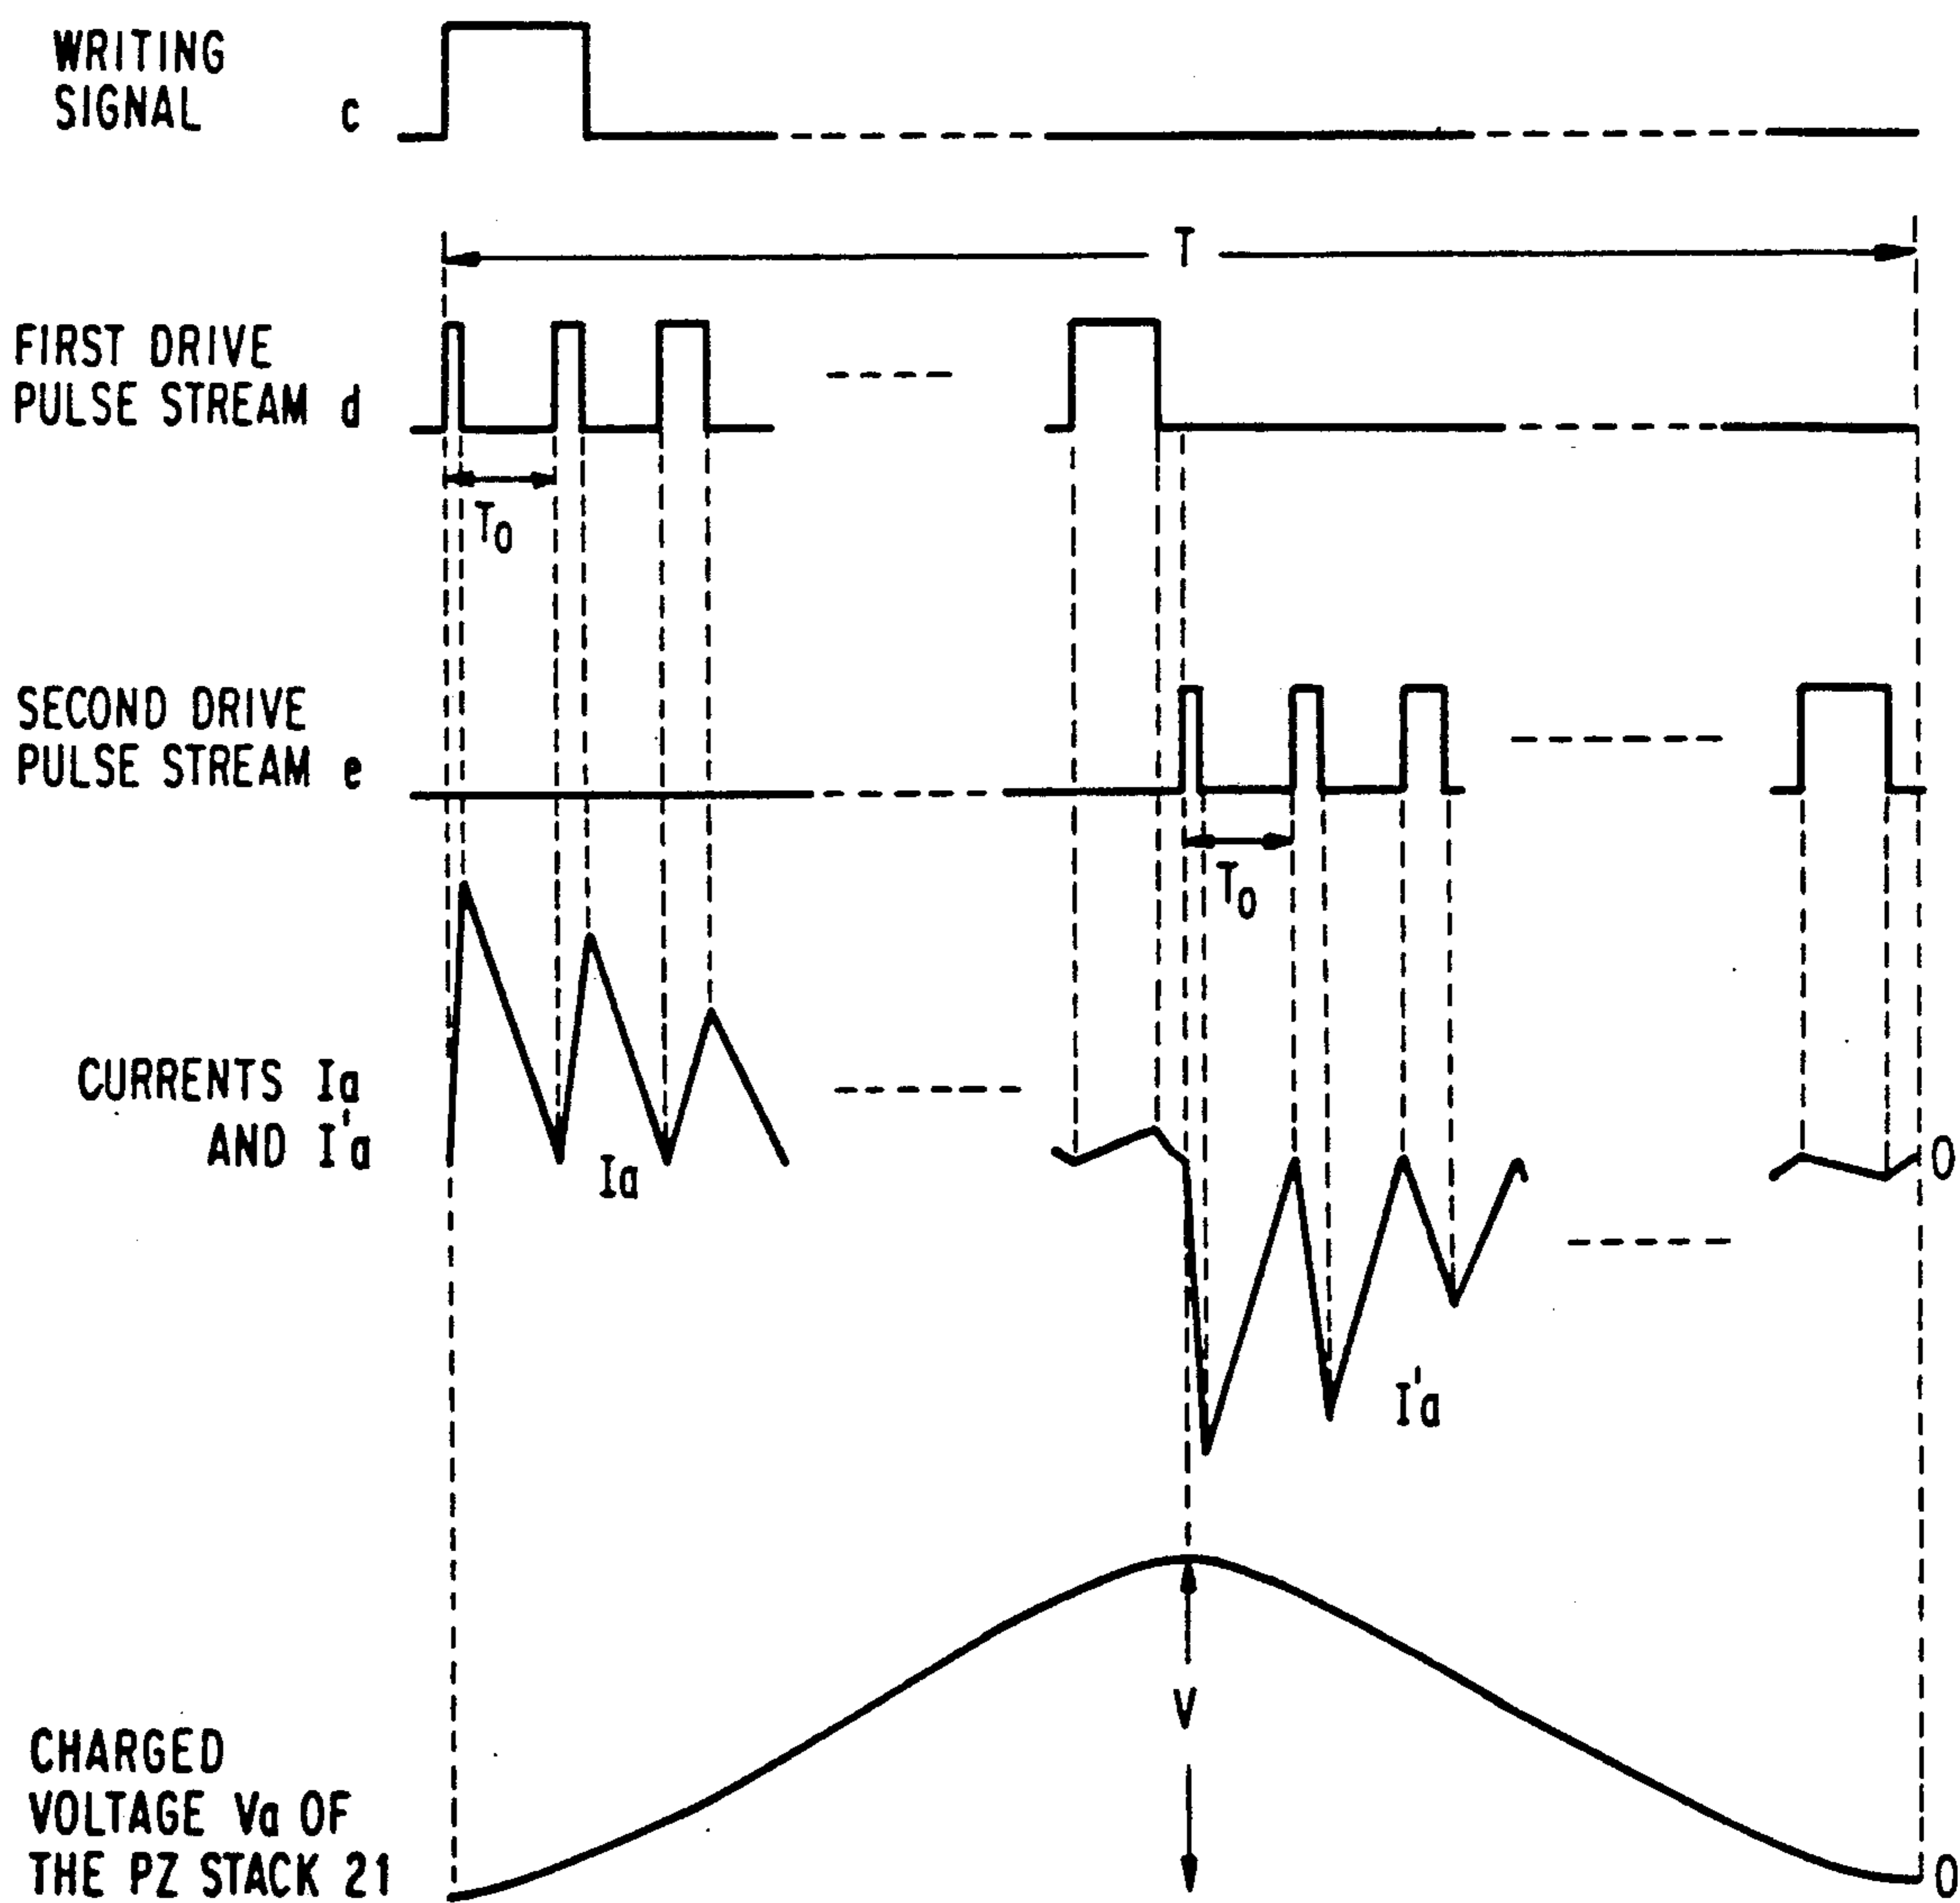 WRITING
SIGNAL c
T
FIRST DRIVE
PULSE STREAM d
T0
SECOND DRIVE
PULSE STREAM e
T0
CURRENTS Ia
AND I'a
Ia
0
I'a
V
CHARGED
VOLTAGE Va OF
THE PZ STACK 21
0